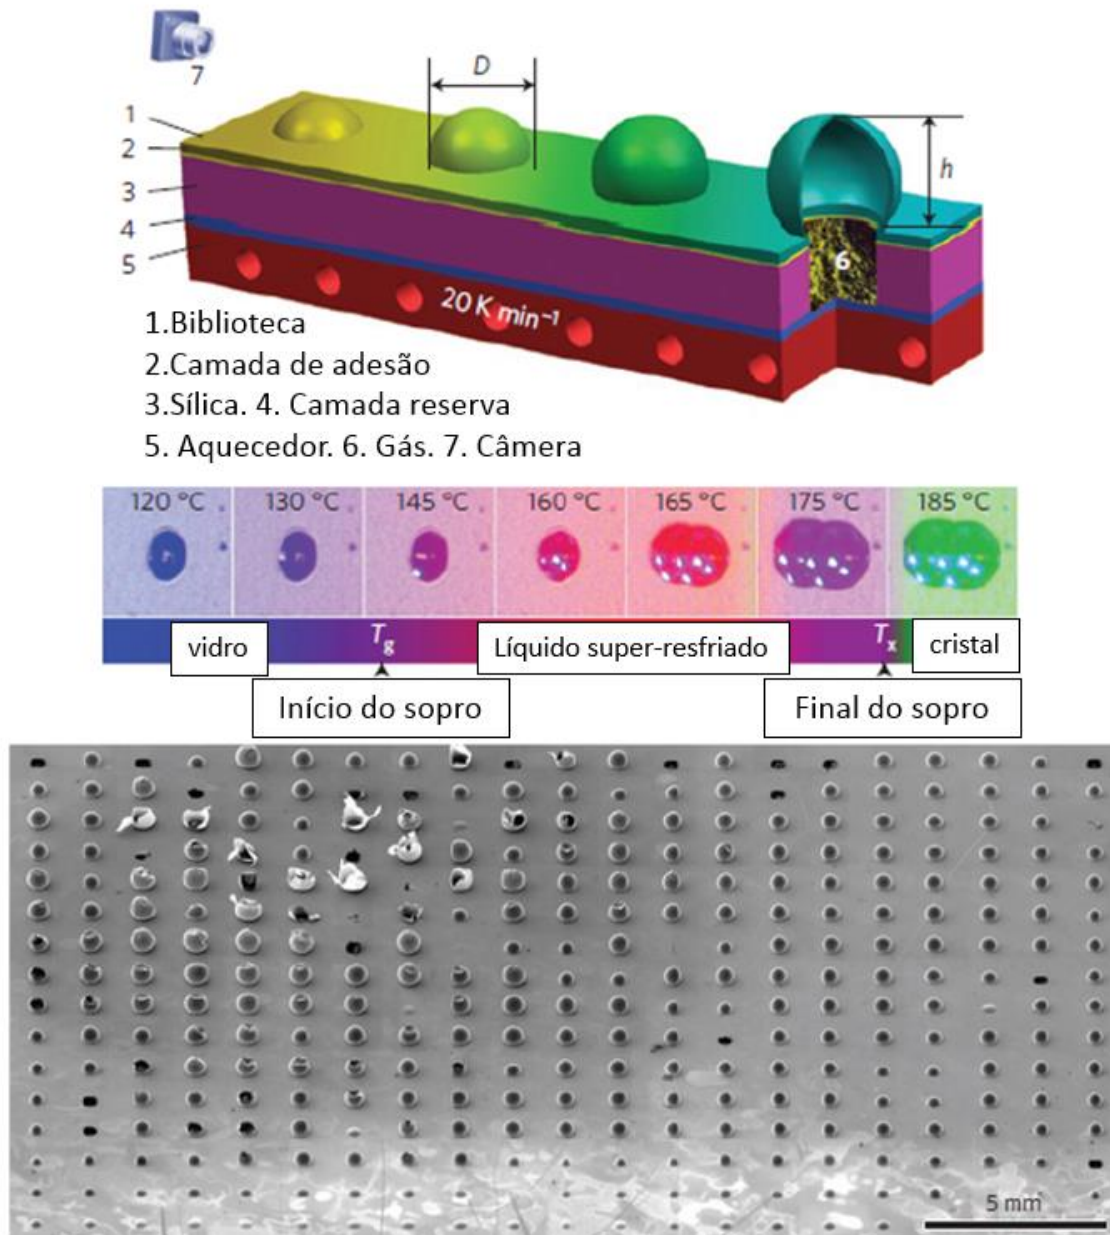 7
D
1
2
3
4
5
h
6
20 K min⁻¹
1.Biblioteca
2.Camada de adesão
3.Sílica. 4. Camada reserva
5. Aquecedor. 6. Gás. 7. Câmera
120 °C 130 °C 145 °C 160 °C 165 °C 175 °C 185 °C
vidro Tg Líquido super-resfriado Tx cristal
Início do sopro Final do sopro
5 mm